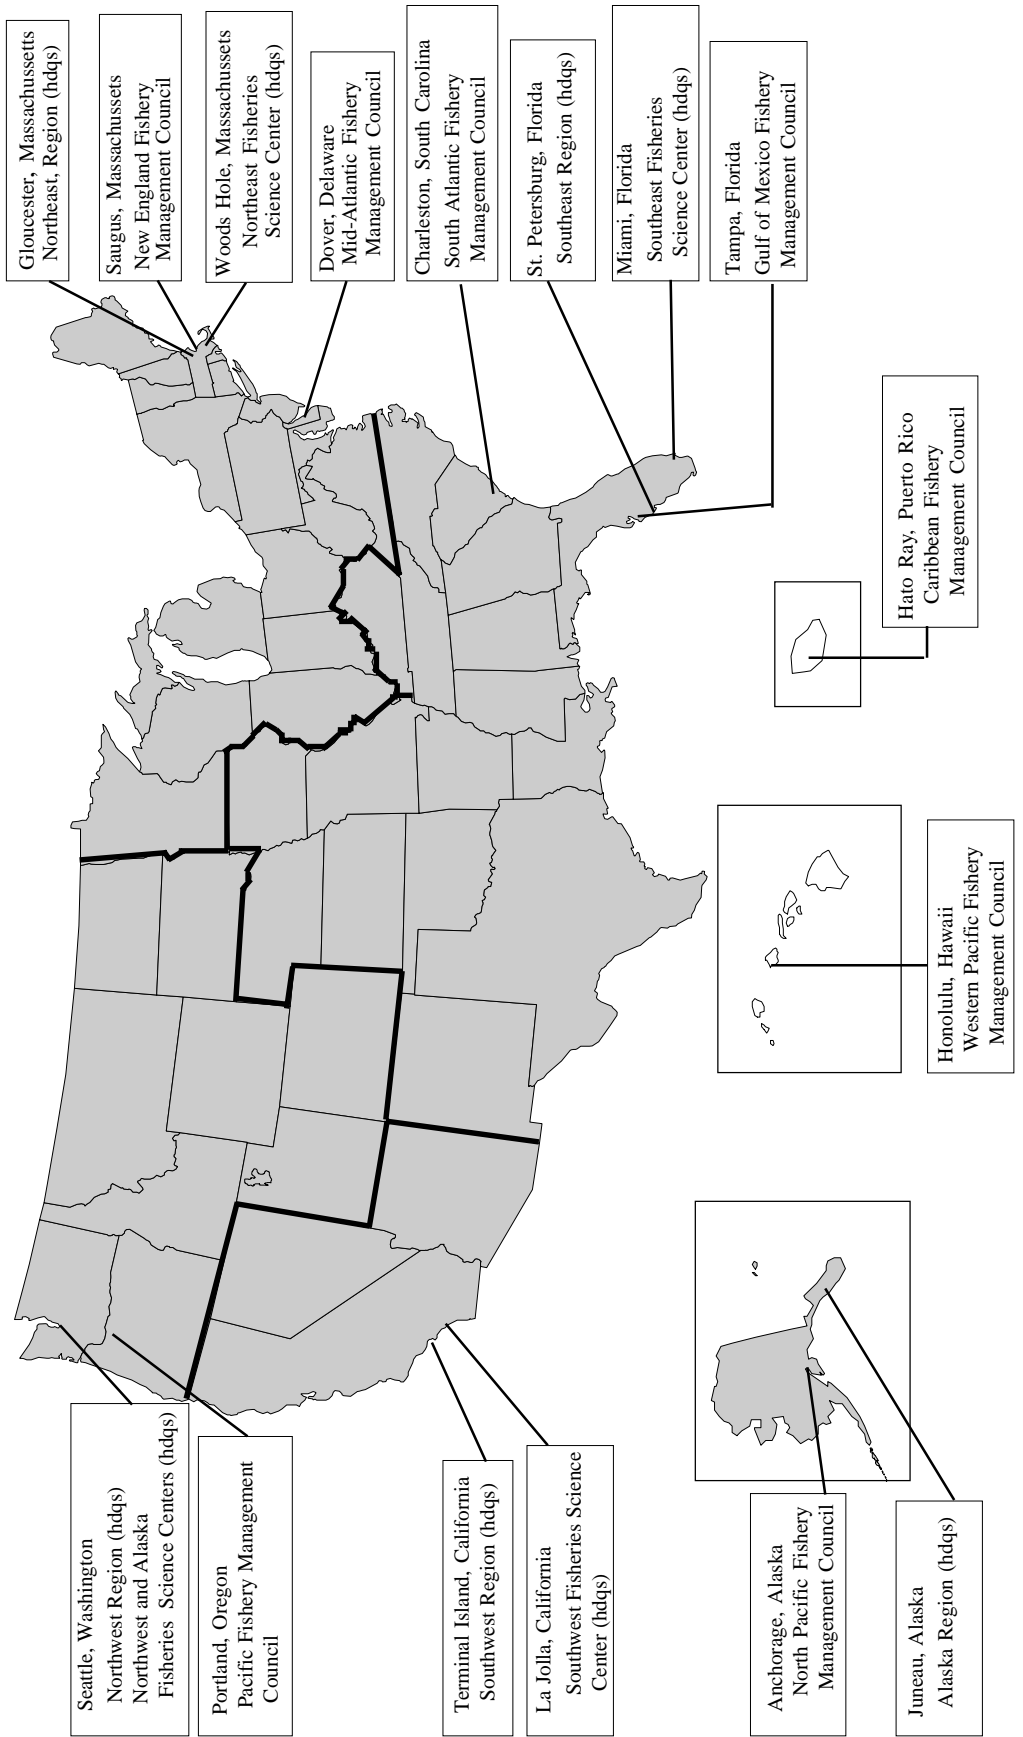 Gloucester, Massachussetts
Northeast, Region (hdqs)
Saugus, Massachussets
New England Fishery
Management Council
Woods Hole, Massachussets
Northeast Fisheries
Science Center (hdqs)
Dover, Delaware
Mid-Atlantic Fishery
Management Council
Charleston, South Carolina
South Atlantic Fishery
Management Council
St. Petersburg, Florida
Southeast Region (hdqs)
Miami, Florida
Southeast Fisheries
Science Center (hdqs)
Tampa, Florida
Gulf of Mexico Fishery
Management Council
Hato Ray, Puerto Rico
Caribbean Fishery
Management Council
Honolulu, Hawaii
Western Pacific Fishery
Management Council
Seattle, Washington
Northwest Region (hdqs)
Northwest and Alaska
Fisheries Science Centers (hdqs)
Portland, Oregon
Pacific Fishery Management
Council
Terminal Island, California
Southwest Region (hdqs)
La Jolla, California
Southwest Fisheries Science
Center (hdqs)
Anchorage, Alaska
North Pacific Fishery
Management Council
Juneau, Alaska
Alaska Region (hdqs)